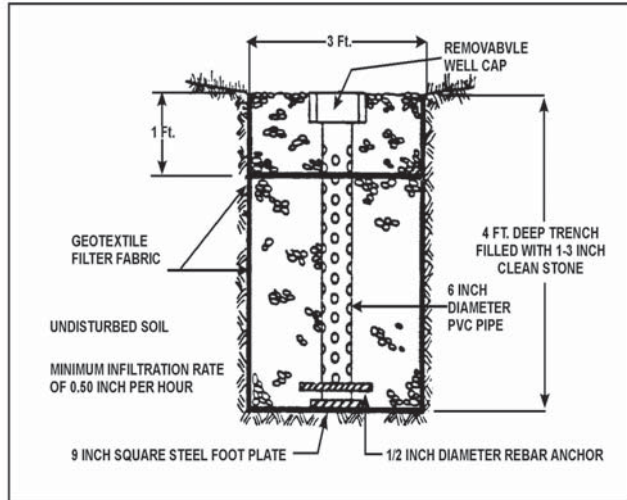 3 Ft.
REMOVABVLE
WELL CAP
1 Ft.
GEOTEXTILE
FILTER FABRIC
4 FT. DEEP TRENCH
FILLED WITH 1-3 INCH
CLEAN STONE
6 INCH
DIAMETER
PVC PIPE
UNDISTURBED SOIL
MINIMUM INFILTRATION RATE
OF 0.50 INCH PER HOUR
9 INCH SQUARE STEEL FOOT PLATE
1/2 INCH DIAMETER REBAR ANCHOR